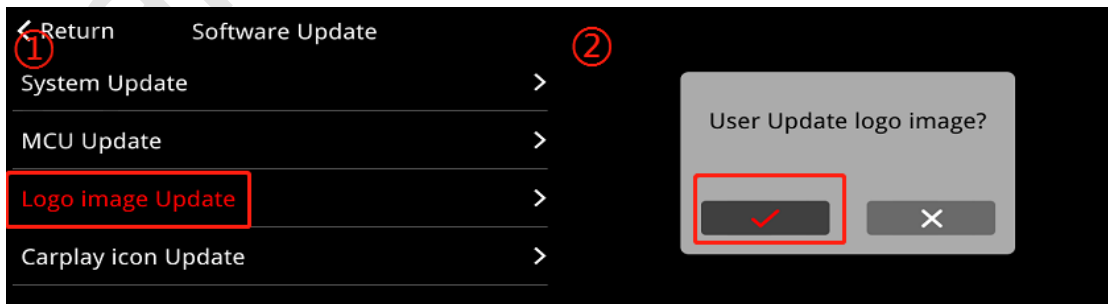 Return Software Update
①
②
System Update
User Update logo image?
MCU Update
Logo image Update
Carplay icon Update